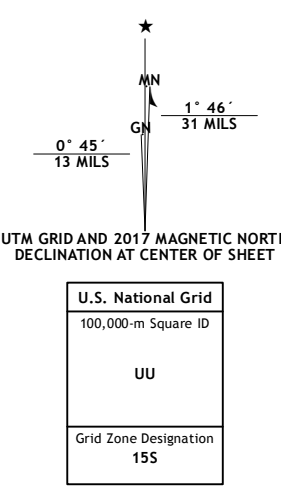 MN
1° 46´
31 MILS
GN
0° 45´
13 MILS
UTM GRID AND 2017 MAGNETIC NORT
DECLINATION AT CENTER OF SHEET
U.S. National Grid
100,000-m Square ID
UU
Grid Zone Designation
15S